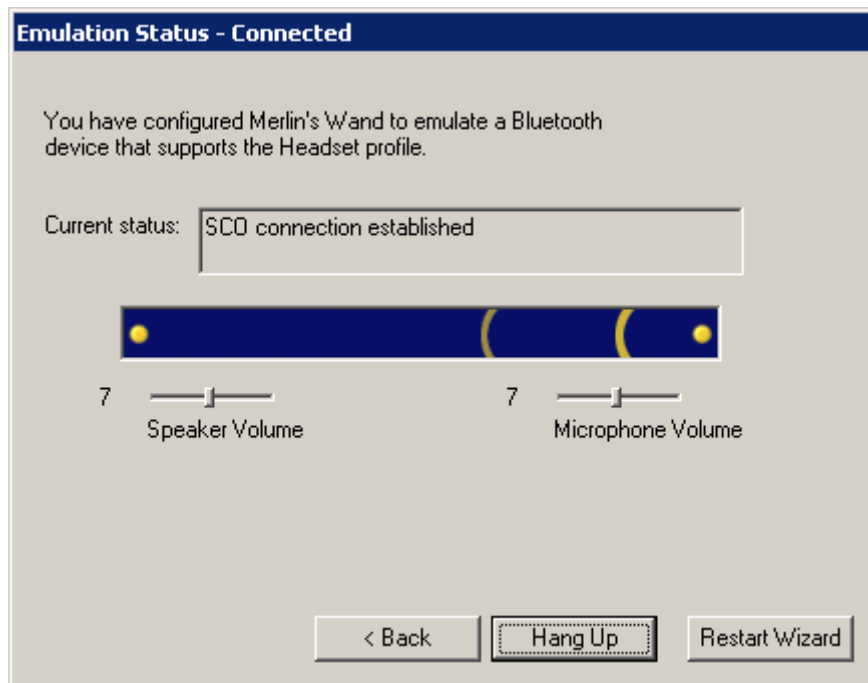 Emulation Status - Connected
You have configured Merlin's Wand to emulate a Bluetooth
device that supports the Headset profile.
Current status: SCO connection established
7 7
Speaker Volume Microphone Volume
< Back Hang Up Restart Wizard